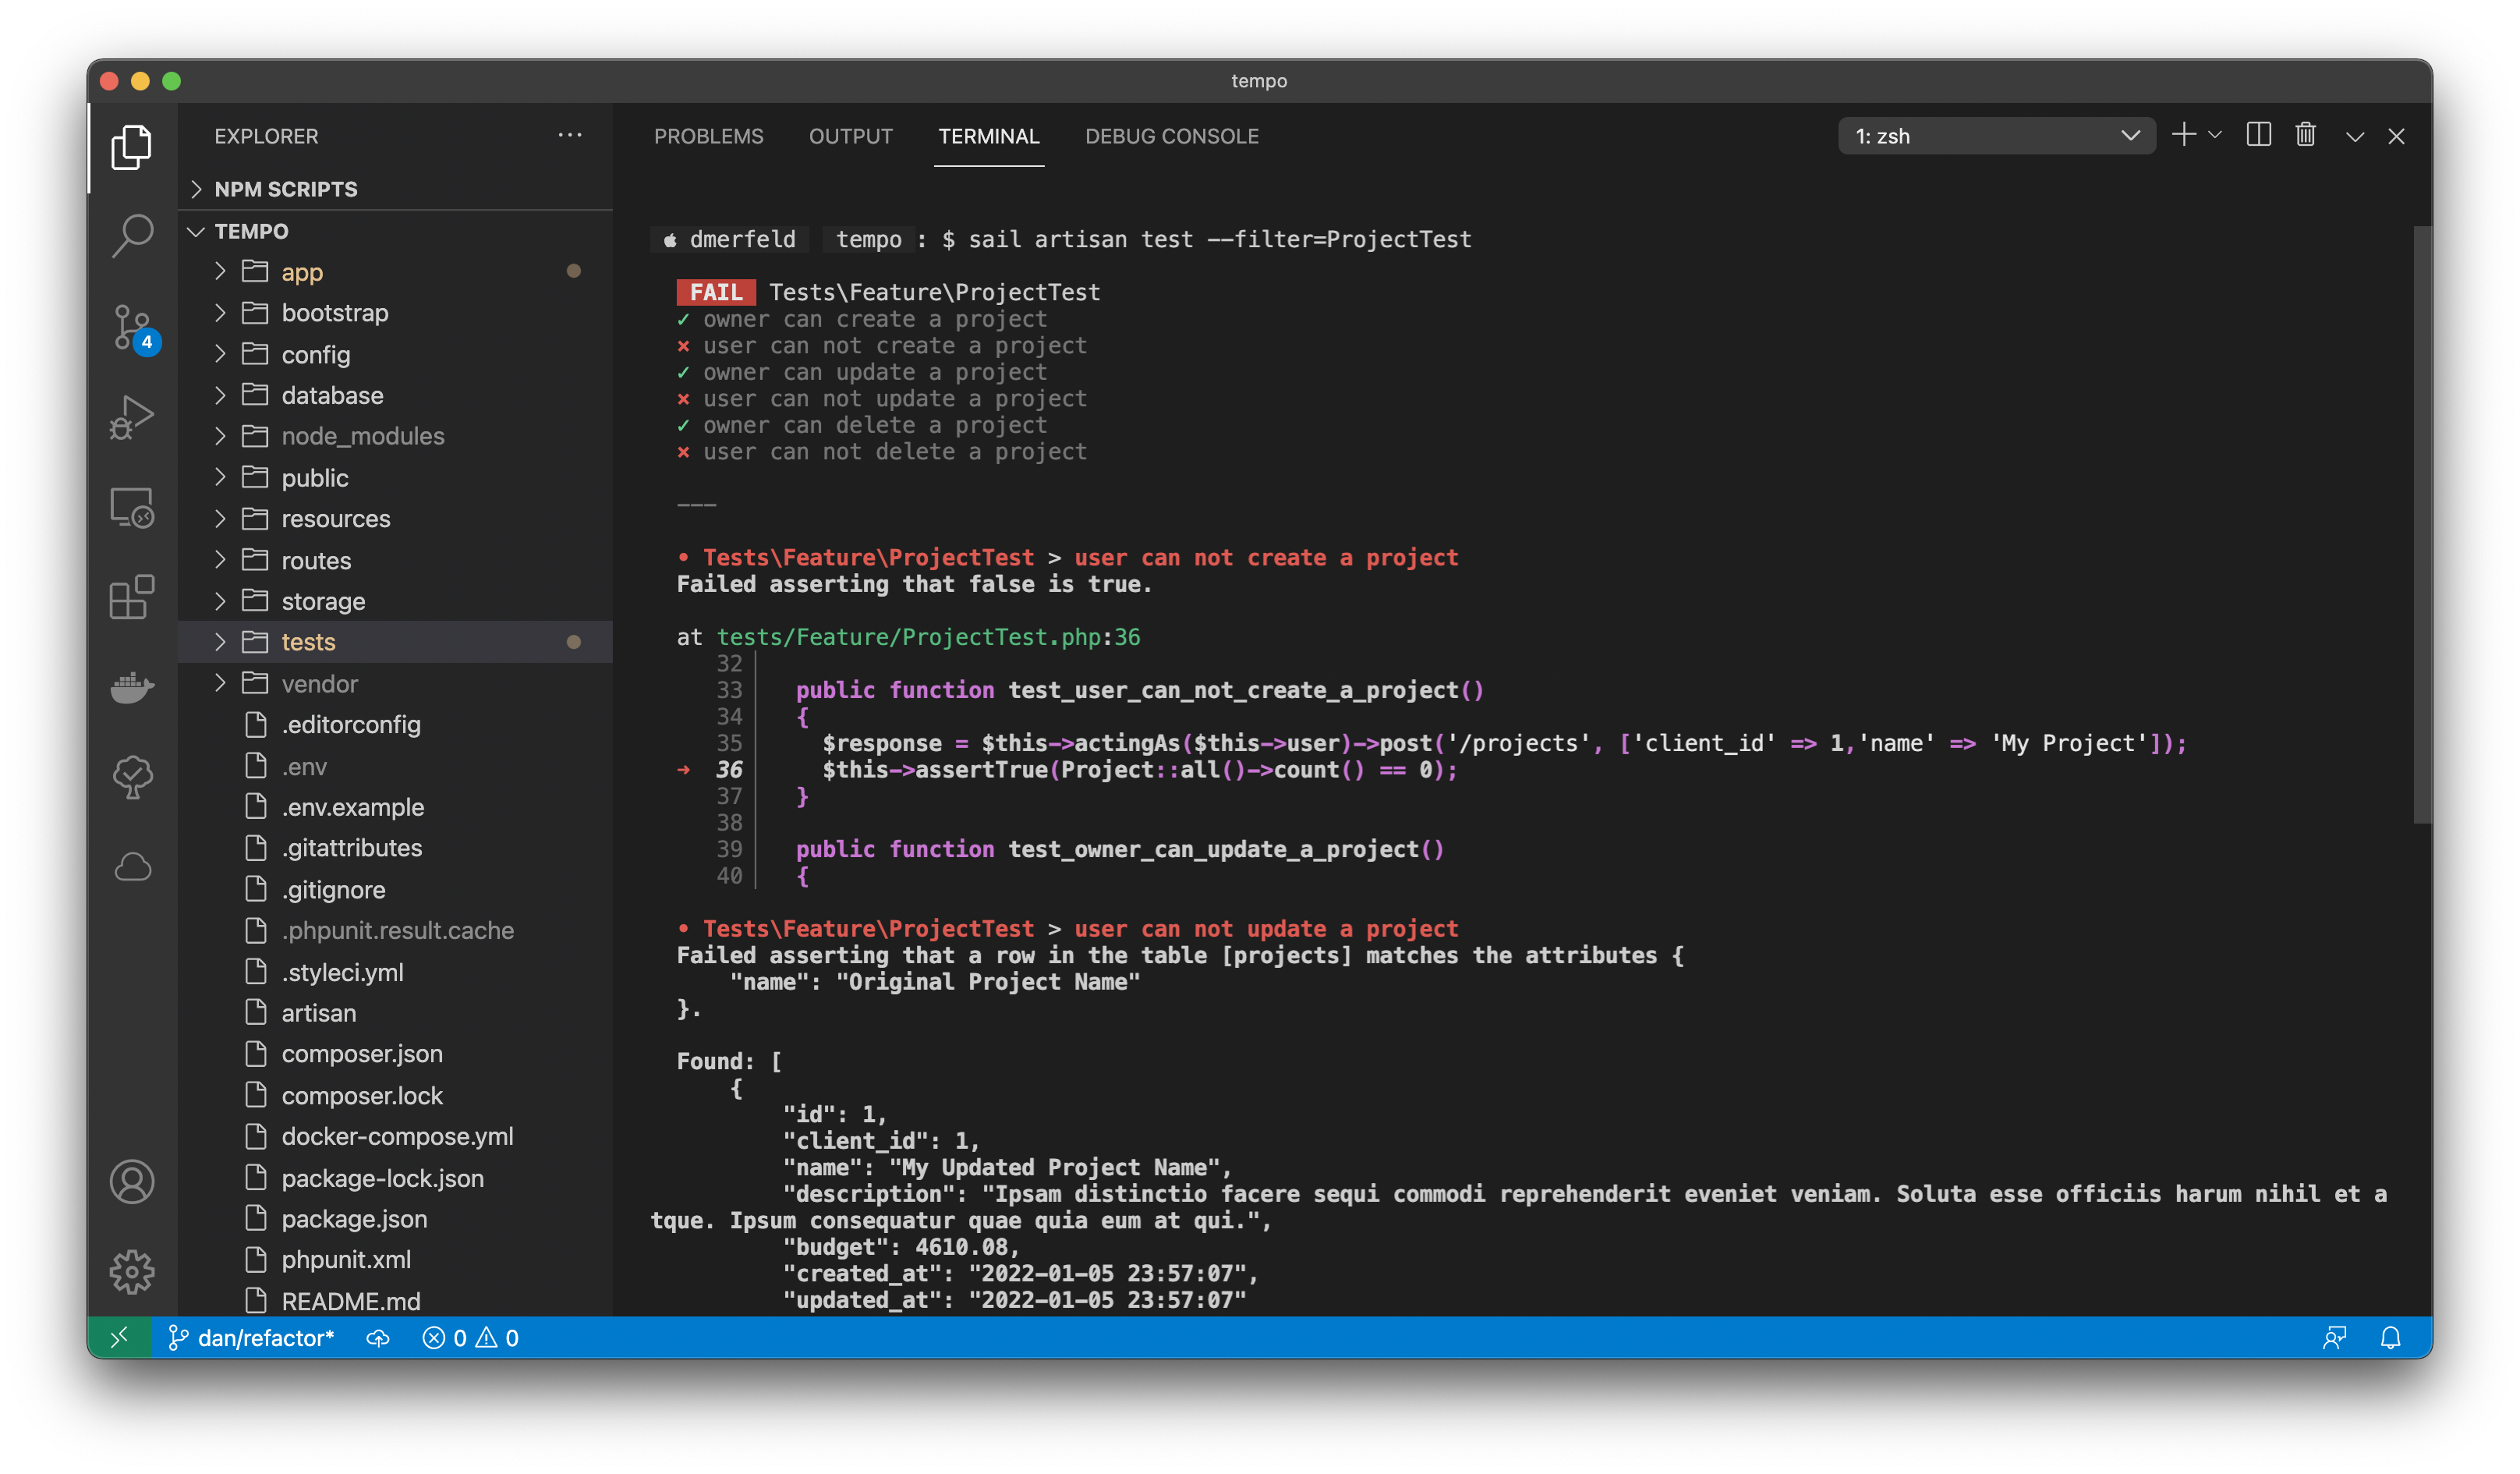 tempo
EXPLORER
NPM SCRIPTS
TEMPO
app
bootstrap
config
database
node_modules
public
resources
routes
storage
tests
vendor
.editorconfig
.env
.env.example
.gitattributes
.gitignore
.phpunit.result.cache
.styleci.yml
artisan
composer.json
composer.lock
docker-compose.yml
package-lock.json
package.json
phpunit.xml
README.md
4
PROBLEMS OUTPUT TERMINAL DEBUG CONSOLE 1: zsh
dmerfeld tempo : $ sail artisan test --filter=ProjectTest
FAIL Tests\Feature\ProjectTest
✓ owner can create a project
⨯ user can not create a project
✓ owner can update a project
⨯ user can not update a project
✓ owner can delete a project
⨯ user can not delete a project
---
• Tests\Feature\ProjectTest > user can not create a project
Failed asserting that false is true.
at tests/Feature/ProjectTest.php:36
32
33 public function test_user_can_not_create_a_project()
34 {
35 $response = $this->actingAs($this->user)->post('/projects', ['client_id' => 1,'name' => 'My Project']);
➜ 36 $this->assertTrue(Project::all()->count() == 0);
37 }
38
39 public function test_owner_can_update_a_project()
40 {
• Tests\Feature\ProjectTest > user can not update a project
Failed asserting that a row in the table [projects] matches the attributes {
"name": "Original Project Name"
}.
Found: [
{
"id": 1,
"client_id": 1,
"name": "My Updated Project Name",
"description": "Ipsam distinctio facere sequi commodi reprehenderit eveniet veniam. Soluta esse officiis harum nihil et a
tque. Ipsum consequatur quae quia eum at qui.",
"budget": 4610.08,
"created_at": "2022-01-05 23:57:07",
"updated_at": "2022-01-05 23:57:07"
dan/refactor* 0 0